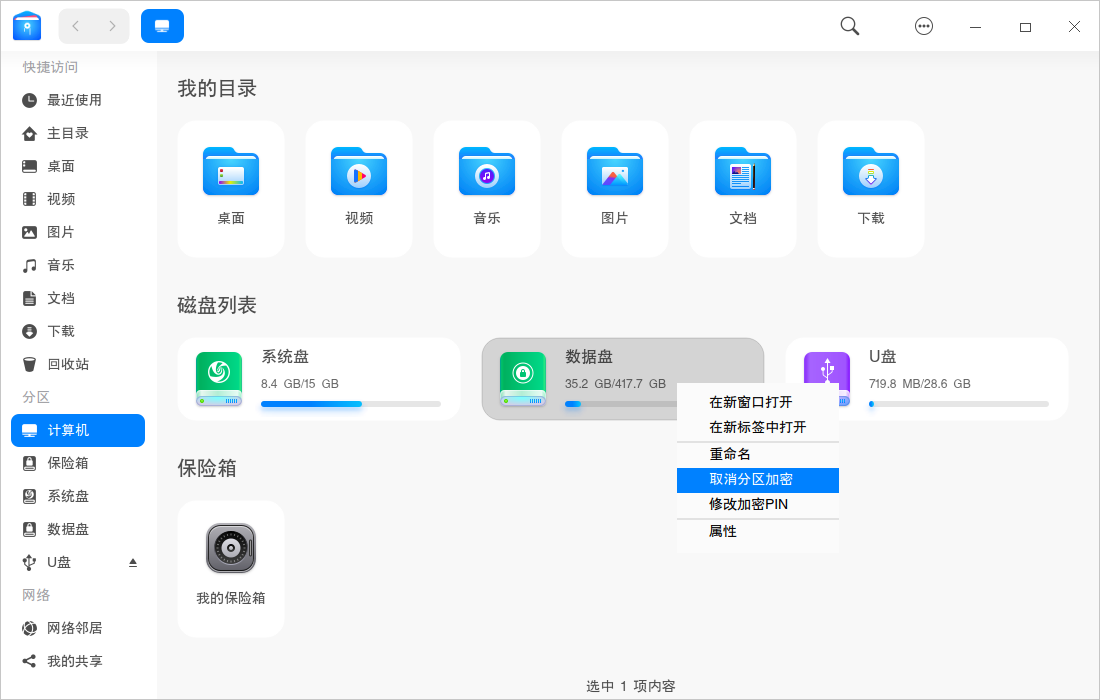 快捷访问
最近使用
主目录
桌面
视频
图片
音乐
文档
下载
回收站
分区
计算机
保险箱
系统盘
数据盘
U盘
网络
网络邻居
我的共享
我的目录
桌面
视频
音乐
图片
文档
下载
磁盘列表
系统盘
8.4 GB/15 GB
数据盘
35.2 GB/417.7 GB
U盘
719.8 MB/28.6 GB
在新窗口打开
在新标签中打开
重命名
取消分区加密
修改加密PIN
属性
保险箱
我的保险箱
选中 1 项内容